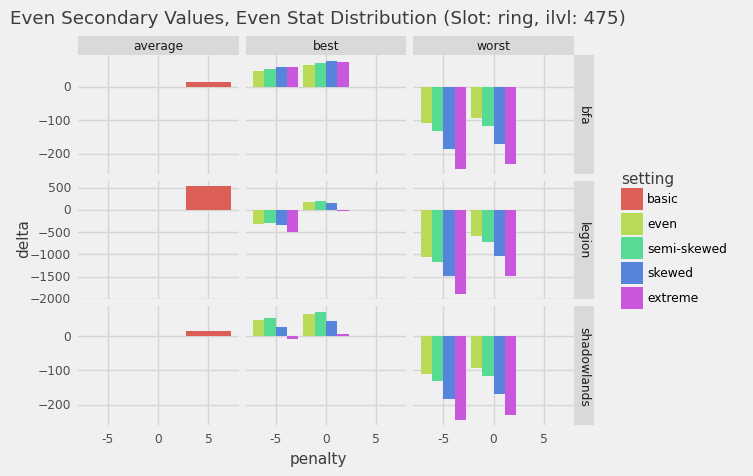 Even Secondary Values, Even Stat Distribution (Slot: ring, ilvl: 475)
average best worst
0
−100
−200
bfa
500
0
−500
−1000
−1500
−2000
legion
0
−100
−200
shadowlands
delta
-5 0 5 -5 0 5 -5 0 5
penalty
setting
basic
even
semi-skewed
skewed
extreme